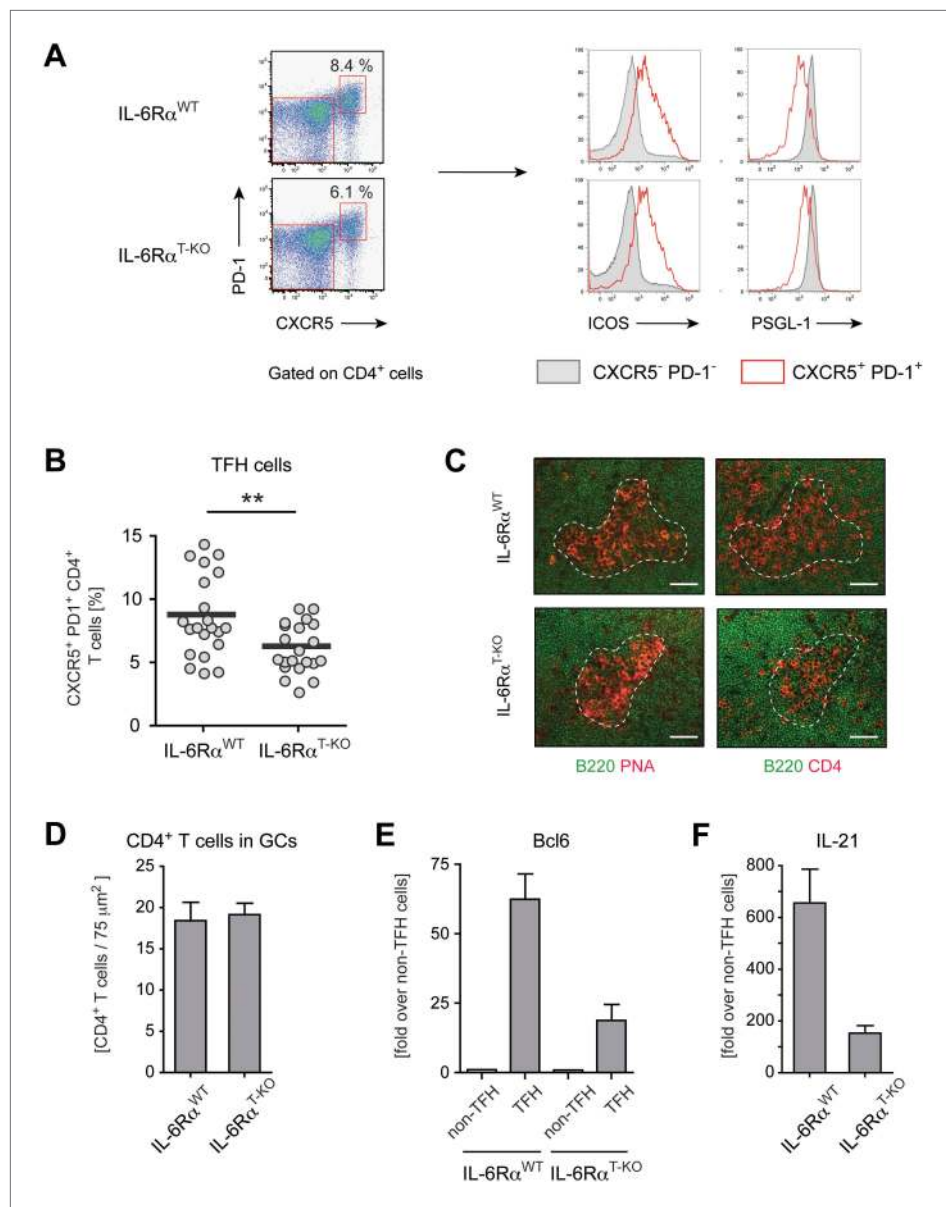 A
8.4 %
IL-6Rα^WT
6.1 %
IL-6Rα^T-KO
PD-1
CXCR5
ICOS
PSGL-1
Gated on CD4⁺ cells
CXCR5⁻ PD-1⁻
CXCR5⁺ PD-1⁺
B
TFH cells
**
CXCR5⁺ PD1⁺ CD4⁺
T cells [%]
15
10
5
0
IL-6Rα^WT
IL-6Rα^T-KO
C
IL-6Rα^WT
IL-6Rα^T-KO
B220 PNA
B220 CD4
D
CD4⁺ T cells in GCs
[CD4⁺ T cells / 75 µm²]
25
20
15
10
5
0
IL-6Rα^WT
IL-6Rα^T-KO
E
Bcl6
[fold over non-TFH cells]
75
50
25
0
non-TFH
TFH
non-TFH
TFH
IL-6Rα^WT
IL-6Rα^T-KO
F
IL-21
[fold over non-TFH cells]
800
600
400
200
0
IL-6Rα^WT
IL-6Rα^T-KO